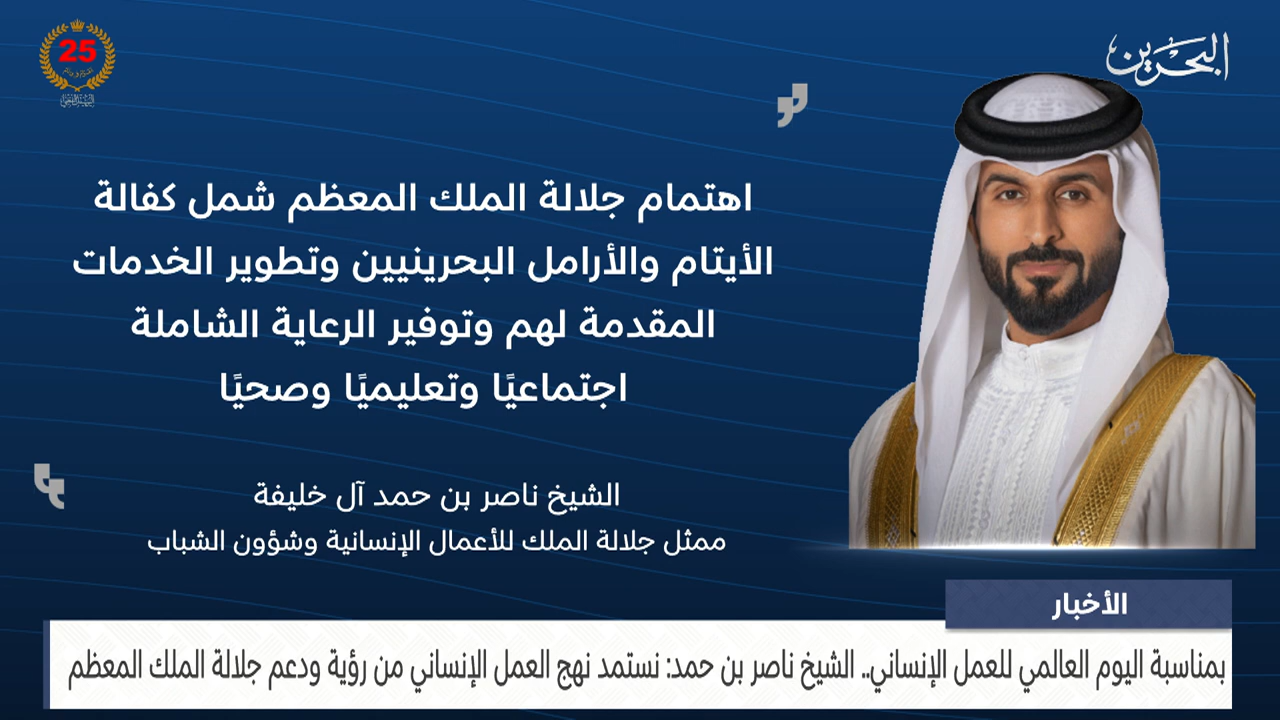 البحرين
25
اهتمام جلالة الملك المعظم شمل كفالة
الأيتام والأرامل البحرينيين وتطوير الخدمات
المقدمة لهم وتوفير الرعاية الشاملة
اجتماعيًا وتعليميًا وصحيًا
الشيخ ناصر بن حمد آل خليفة
ممثل جلالة الملك للأعمال الإنسانية وشؤون الشباب
الأخبار
بمناسبة اليوم العالمي للعمل الإنساني.. الشيخ ناصر بن حمد: نستمد نهج العمل الإنساني من رؤية ودعم جلالة الملك المعظم